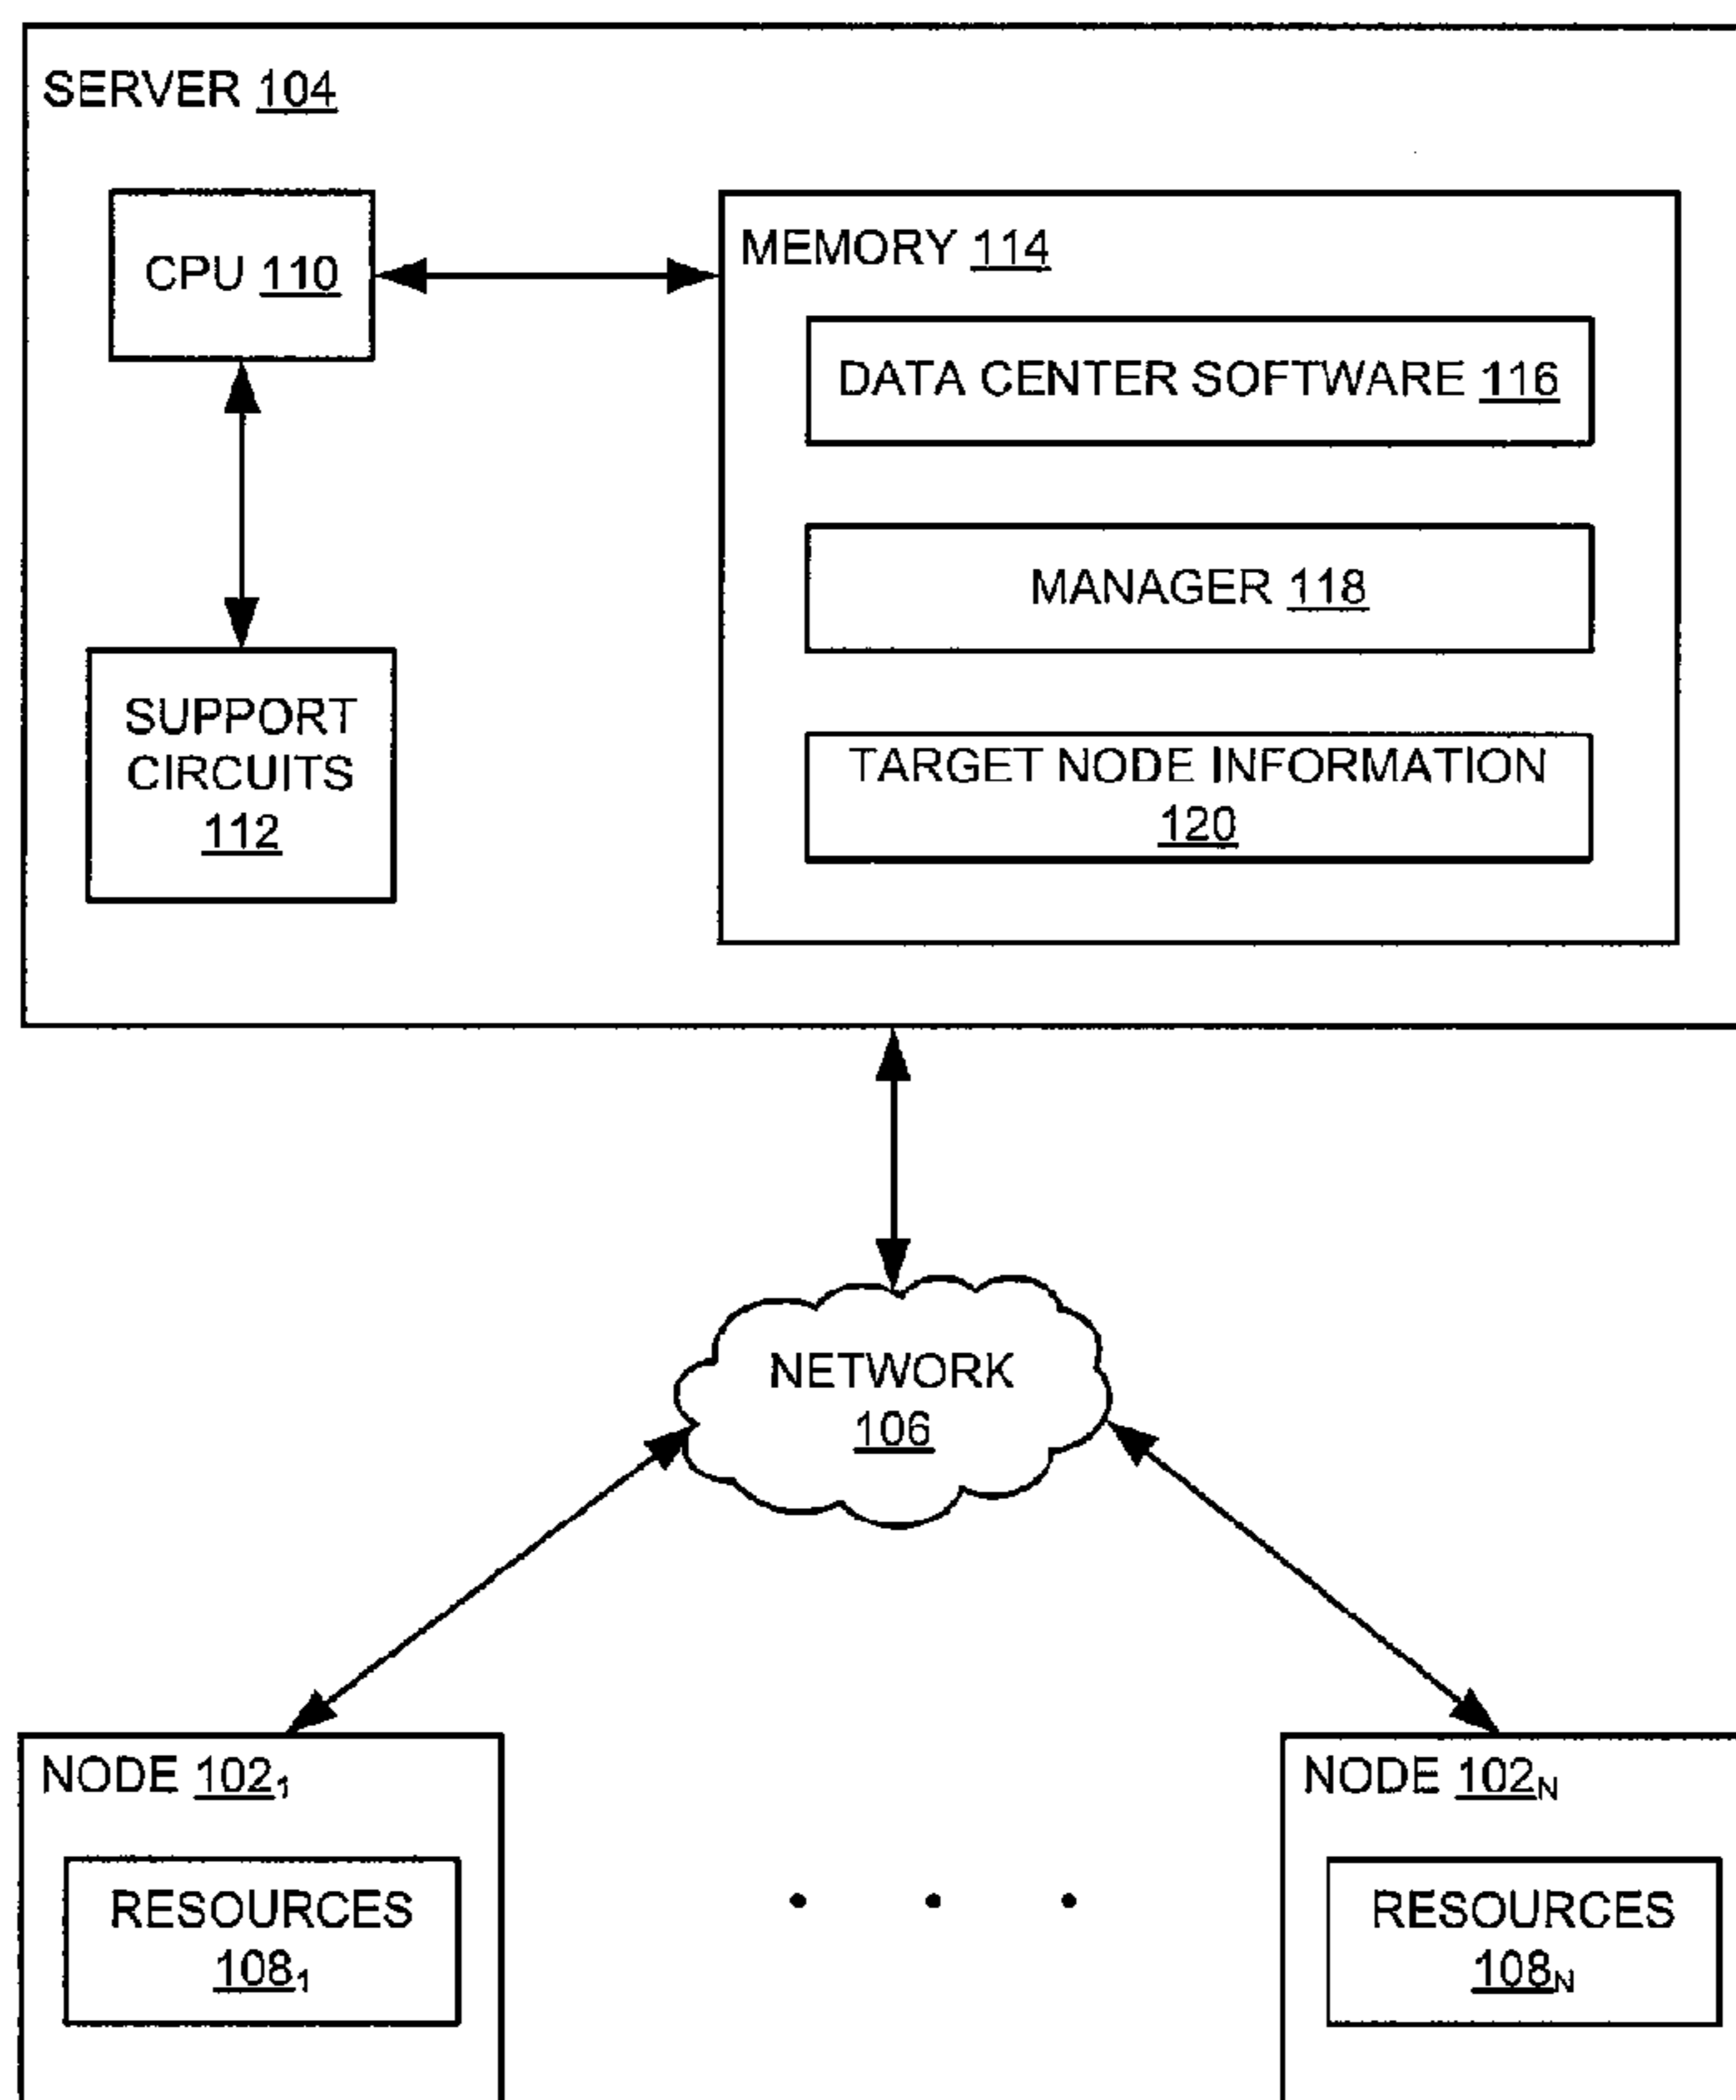 SERVER 104
CPU 110
MEMORY 114
DATA CENTER SOFTWARE 116
MANAGER 118
SUPPORT
CIRCUITS
112
TARGET NODE INFORMATION
120
NETWORK
106
NODE 102₁
RESOURCES
108₁
NODE 102N
RESOURCES
108N